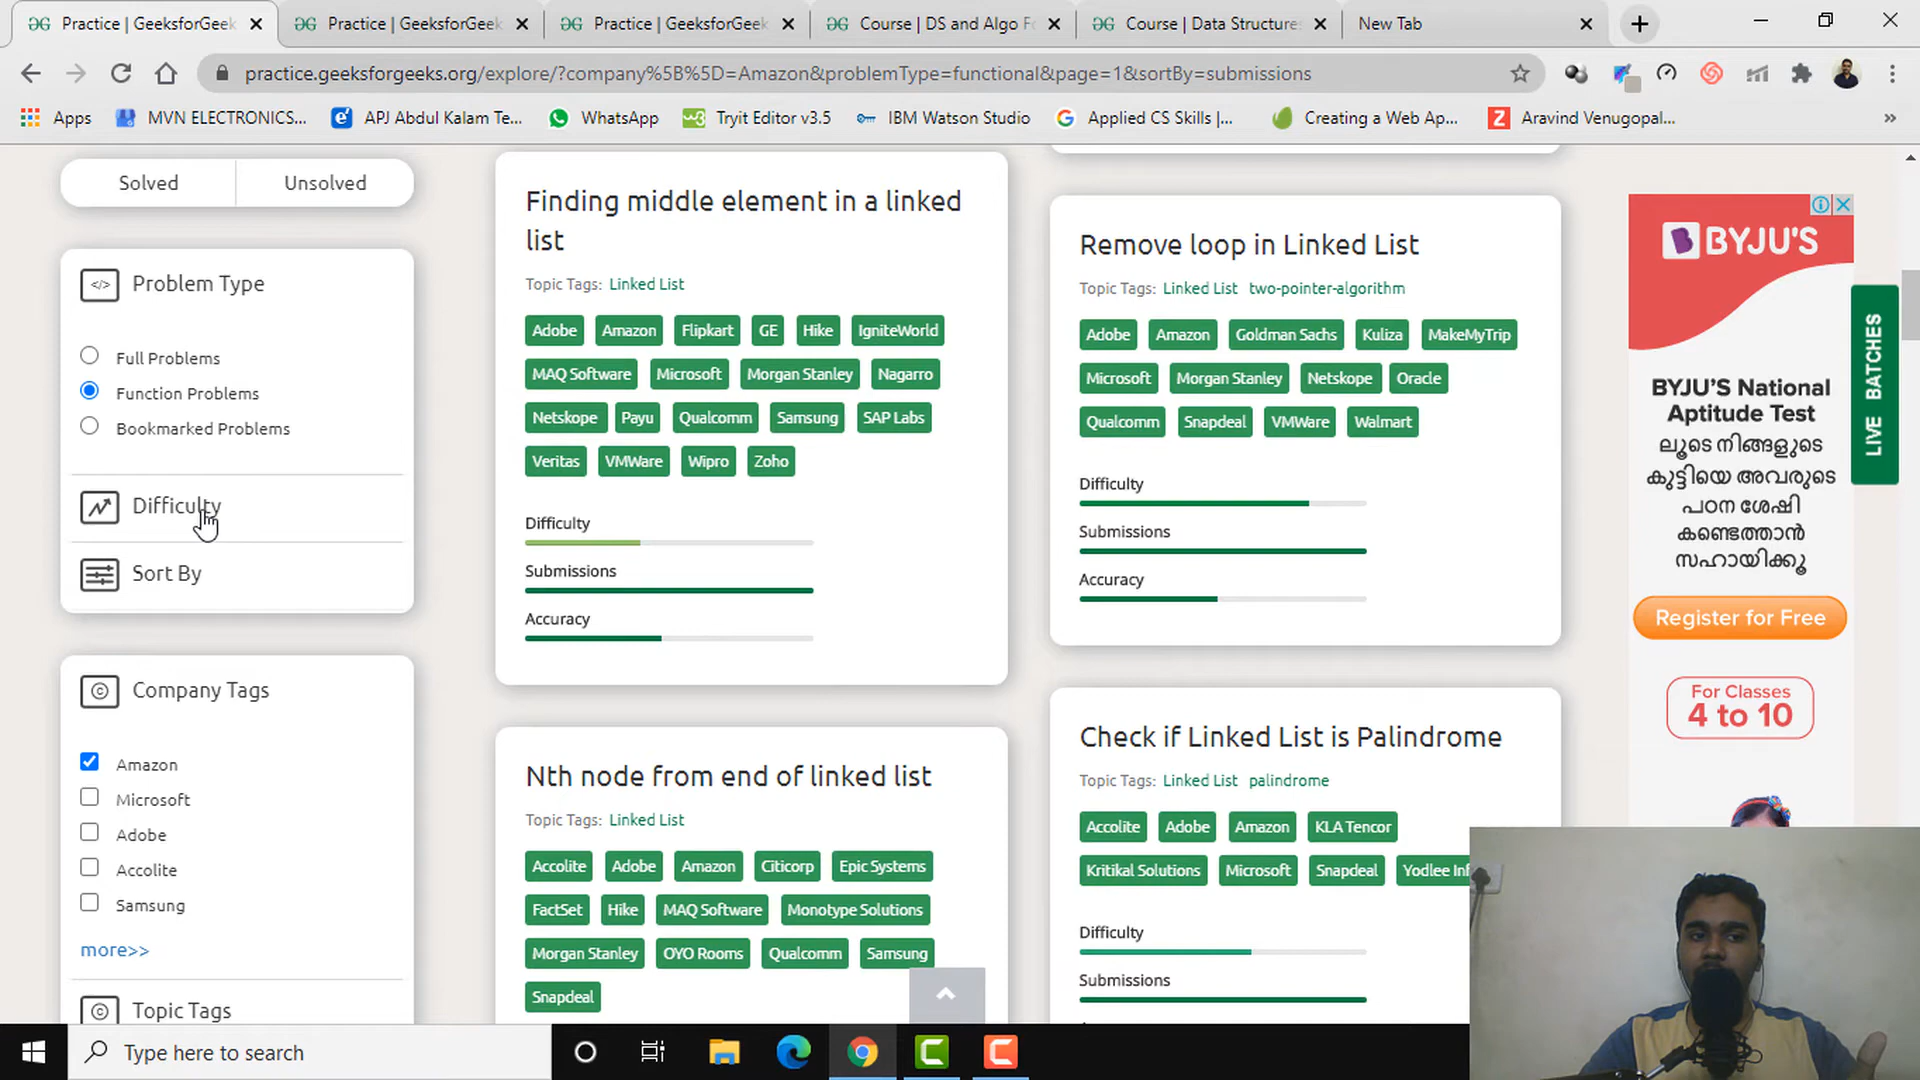 Practice | GeeksforGeek
Practice | GeeksforGeek
Practice | GeeksforGeek
Course | DS and Algo Fo
Course | Data Structure
New Tab
practice.geeksforgeeks.org/explore/?company%5B%5D=Amazon&problemType=functional&page=1&sortBy=submissions
Apps
MVN ELECTRONICS...
APJ Abdul Kalam Te...
WhatsApp
Tryit Editor v3.5
IBM Watson Studio
Applied CS Skills |...
Creating a Web Ap...
Aravind Venugopal...
Solved
Unsolved
Problem Type
Full Problems
Function Problems
Bookmarked Problems
Difficulty
Sort By
Company Tags
Amazon
Microsoft
Adobe
Accolite
Samsung
more>>
Topic Tags
Finding middle element in a linked
list
Topic Tags: Linked List
Adobe Amazon Flipkart GE Hike IgniteWorld
MAQ Software Microsoft Morgan Stanley Nagarro
Netskope Payu Qualcomm Samsung SAP Labs
Veritas VMWare Wipro Zoho
Difficulty
Submissions
Accuracy
Nth node from end of linked list
Topic Tags: Linked List
Accolite Adobe Amazon Citicorp Epic Systems
FactSet Hike MAQ Software Monotype Solutions
Morgan Stanley OYO Rooms Qualcomm Samsung
Snapdeal
Remove loop in Linked List
Topic Tags: Linked List two-pointer-algorithm
Adobe Amazon Goldman Sachs Kuliza MakeMyTrip
Microsoft Morgan Stanley Netskope Oracle
Qualcomm Snapdeal VMWare Walmart
Difficulty
Submissions
Accuracy
Check if Linked List is Palindrome
Topic Tags: Linked List palindrome
Accolite Adobe Amazon KLA Tencor
Kritikal Solutions Microsoft Snapdeal Yodlee Inf
Difficulty
Submissions
BYJU'S
BYJU'S National
Aptitude Test
ലൂടെ നിങ്ങളുടെ
കുട്ടിയെ അവരുടെ
പഠന ശേഷി
കണ്ടെത്താൻ
സഹായിക്കൂ
Register for Free
For Classes
4 to 10
LIVE BATCHES
Type here to search